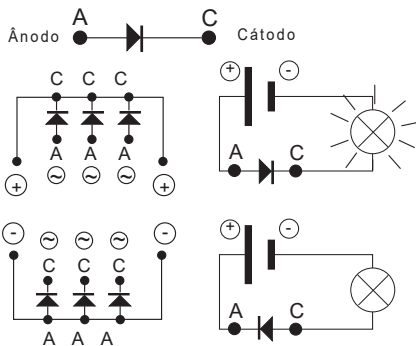 A C
Ânodo Cátodo
C C C
A A A
~ ~ ~
+ +
+ -
A C
- ~ ~ ~ -
C C C
A A A
+ -
A C